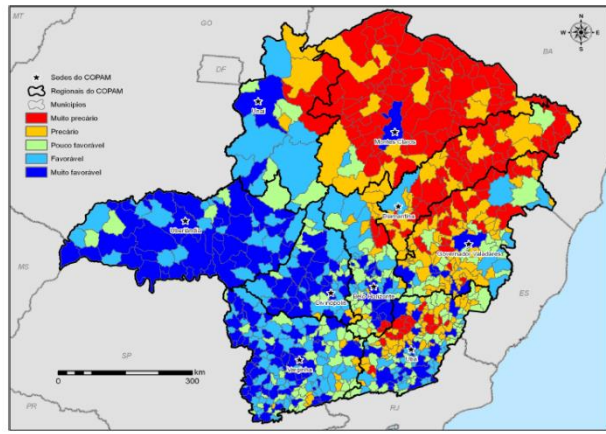 MT
GO
DF
BA
N
W E
S
Sedes do COPAM
Regionais do COPAM
Municípios
Muito precário
Precário
Pouco favorável
Favorável
Muito favorável
Unaí
Montes Claros
Diamantina
Uberlândia
Governador Valadares
Belo Horizonte
Divinópolis
Varginha
Ubá
MS
ES
SP
0 300
km
PR
RJ